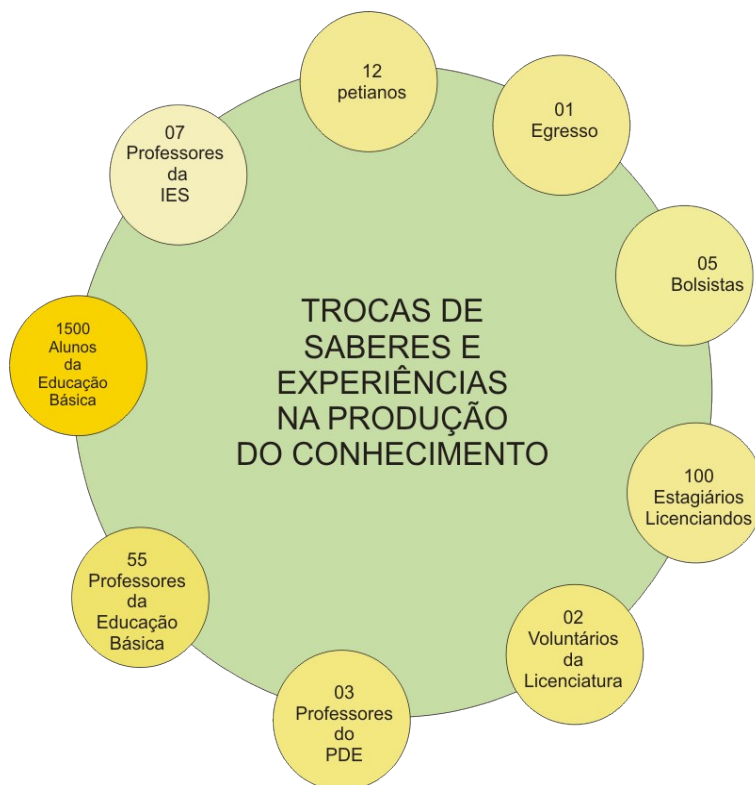 12
petianos
01
Egresso
05
Bolsistas
100
Estagiários
Licenciandos
02
Voluntários
da
Licenciatura
03
Professores
do
PDE
55
Professores
da
Educação
Básica
1500
Alunos
da
Educação
Básica
07
Professores
da
IES
TROCAS DE
SABERES E
EXPERIÊNCIAS
NA PRODUÇÃO
DO CONHECIMENTO